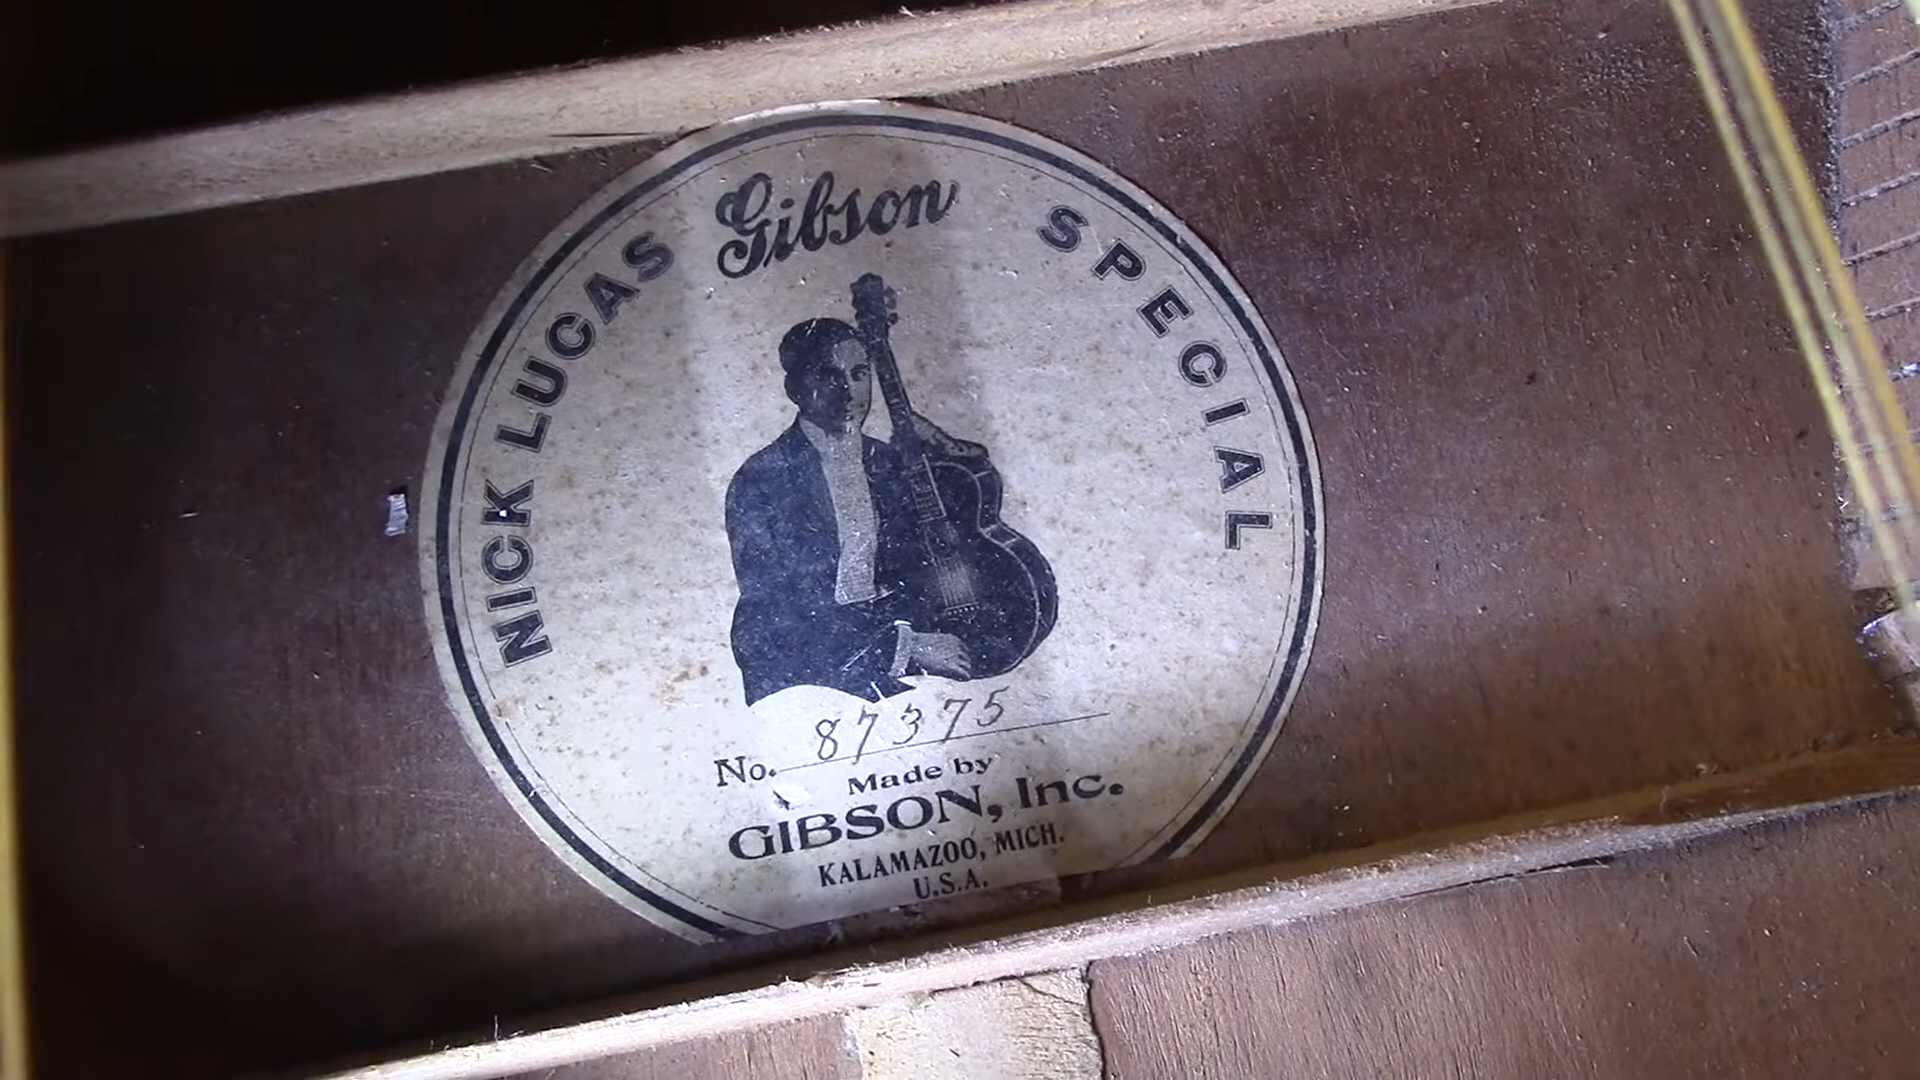 NICK LUCAS Gibson SPECIAL
No. 87375
Made by
GIBSON, Inc.
KALAMAZOO, MICH.
U.S.A.